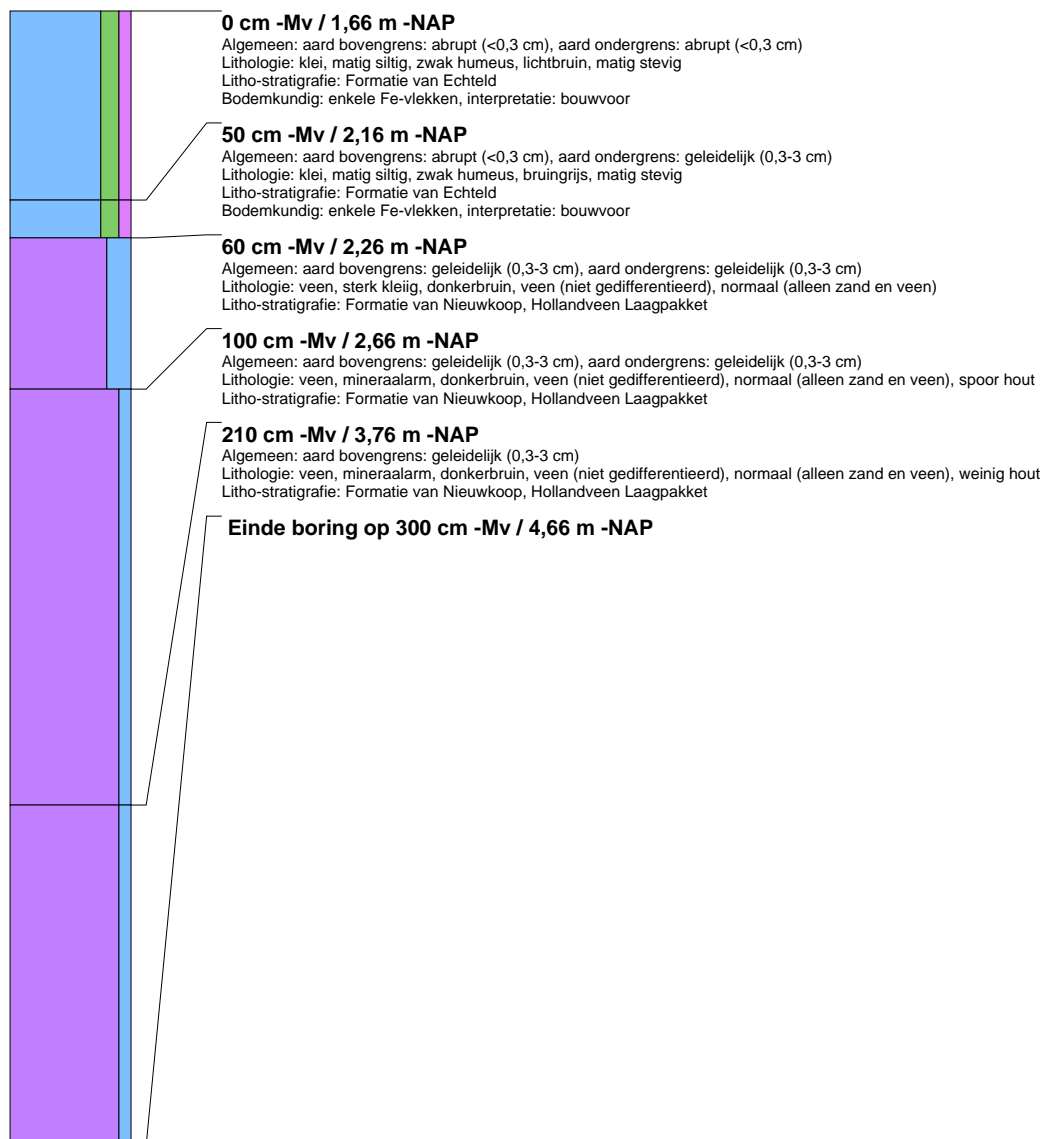 0 cm -Mv / 1,66 m -NAP
Algemeen: aard bovengrens: abrupt (<0,3 cm), aard ondergrens: abrupt (<0,3 cm)
Lithologie: klei, matig siltig, zwak humeus, lichtbruin, matig stevig
Litho-stratigrafie: Formatie van Echteld
Bodemkundig: enkele Fe-vlekken, interpretatie: bouwvoor
50 cm -Mv / 2,16 m -NAP
Algemeen: aard bovengrens: abrupt (<0,3 cm), aard ondergrens: geleidelijk (0,3-3 cm)
Lithologie: klei, matig siltig, zwak humeus, bruingrijs, matig stevig
Litho-stratigrafie: Formatie van Echteld
Bodemkundig: enkele Fe-vlekken, interpretatie: bouwvoor
60 cm -Mv / 2,26 m -NAP
Algemeen: aard bovengrens: geleidelijk (0,3-3 cm), aard ondergrens: geleidelijk (0,3-3 cm)
Lithologie: veen, sterk kleiig, donkerbruin, veen (niet gedifferentieerd), normaal (alleen zand en veen)
Litho-stratigrafie: Formatie van Nieuwkoop, Hollandveen Laagpakket
100 cm -Mv / 2,66 m -NAP
Algemeen: aard bovengrens: geleidelijk (0,3-3 cm), aard ondergrens: geleidelijk (0,3-3 cm)
Lithologie: veen, mineraalarm, donkerbruin, veen (niet gedifferentieerd), normaal (alleen zand en veen), spoor hout
Litho-stratigrafie: Formatie van Nieuwkoop, Hollandveen Laagpakket
210 cm -Mv / 3,76 m -NAP
Algemeen: aard bovengrens: geleidelijk (0,3-3 cm)
Lithologie: veen, mineraalarm, donkerbruin, veen (niet gedifferentieerd), normaal (alleen zand en veen), weinig hout
Litho-stratigrafie: Formatie van Nieuwkoop, Hollandveen Laagpakket
Einde boring op 300 cm -Mv / 4,66 m -NAP